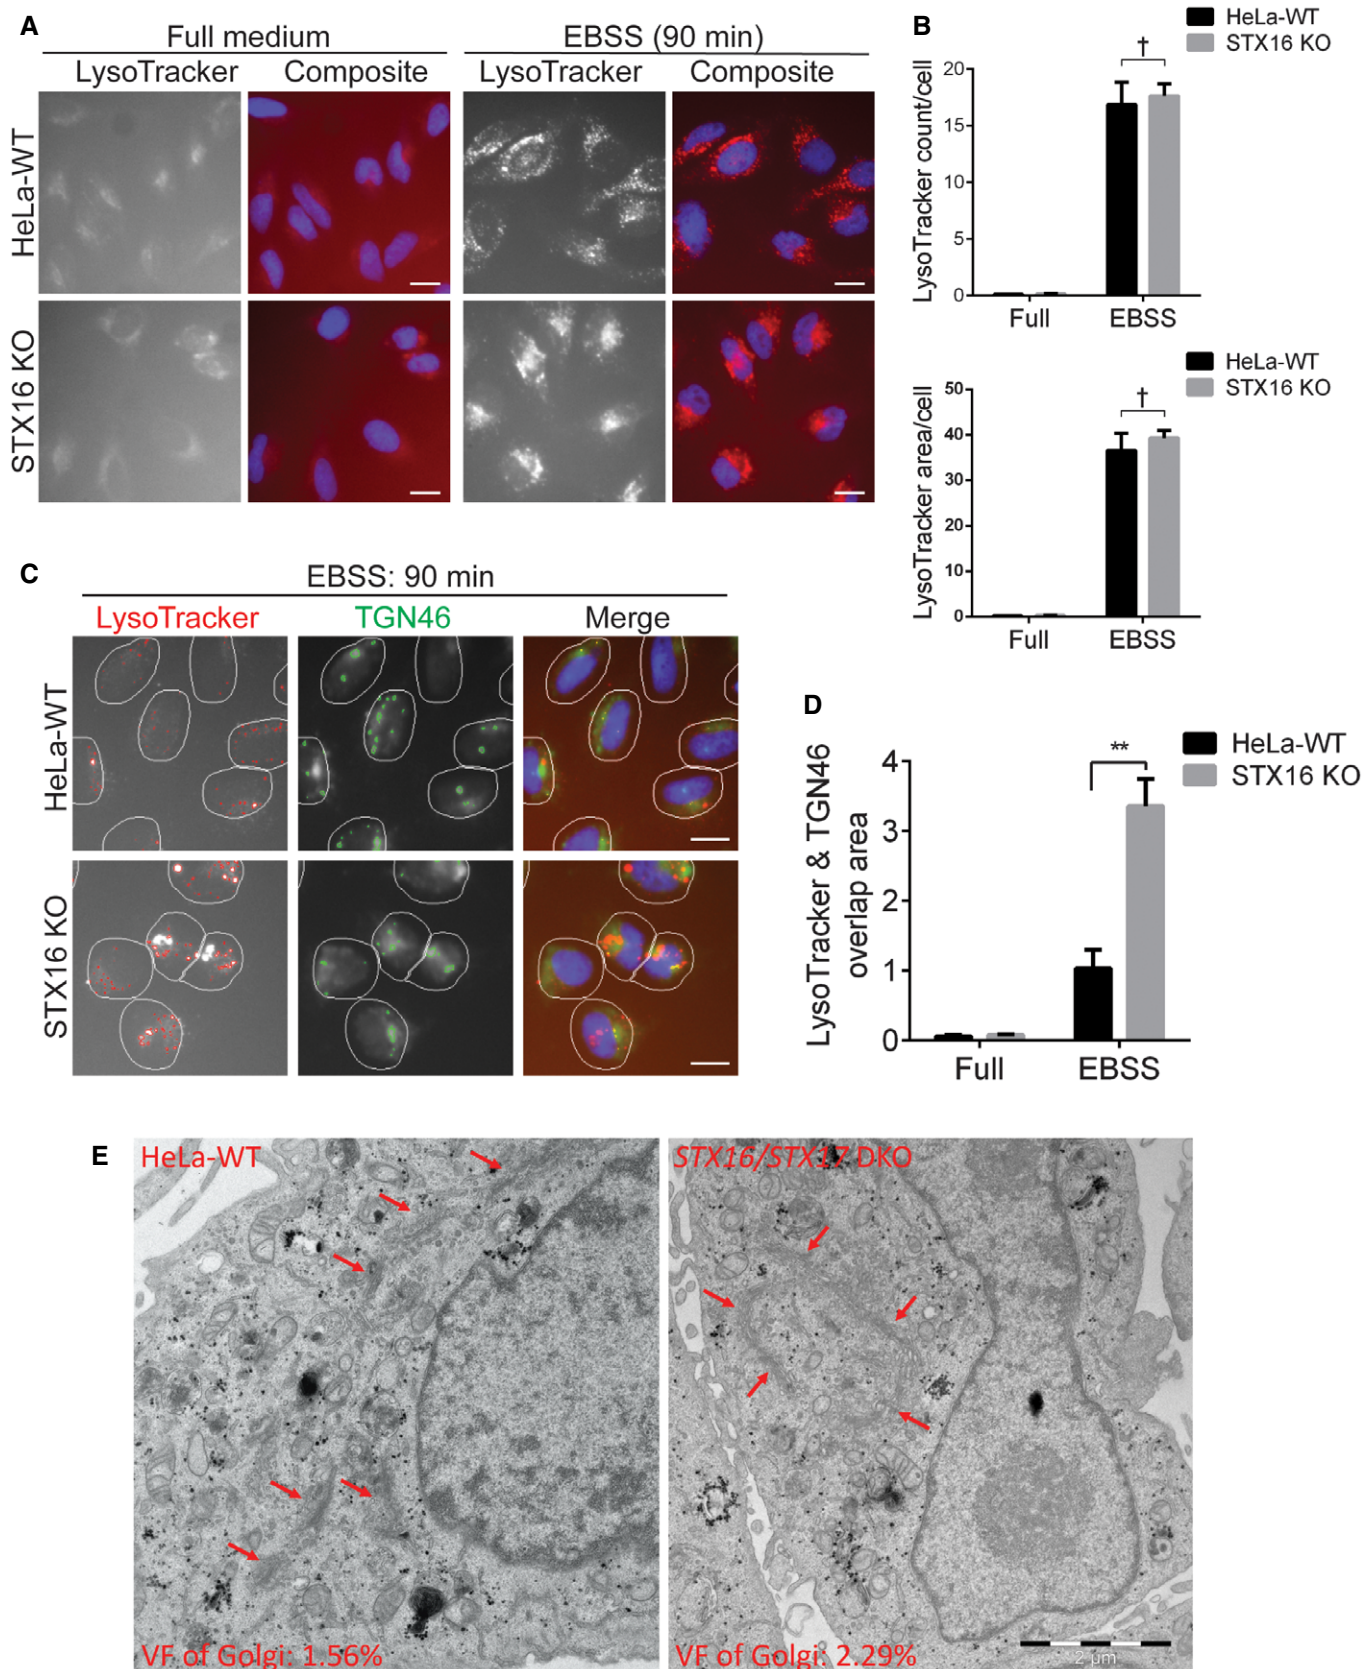 A
Full medium
EBSS (90 min)
LysoTracker
Composite
LysoTracker
Composite
HeLa-WT
STX16 KO
B
HeLa-WT
STX16 KO
LysoTracker count/cell
20
15
10
5
0
†
Full
EBSS
HeLa-WT
STX16 KO
LysoTracker area/cell
50
40
30
20
10
0
†
Full
EBSS
C
EBSS: 90 min
LysoTracker
TGN46
Merge
HeLa-WT
STX16 KO
D
HeLa-WT
STX16 KO
LysoTracker & TGN46
overlap area
4
3
2
1
0
**
Full
EBSS
E
HeLa-WT
STX16/STX17 DKO
VF of Golgi: 1.56%
VF of Golgi: 2.29%
2 µm